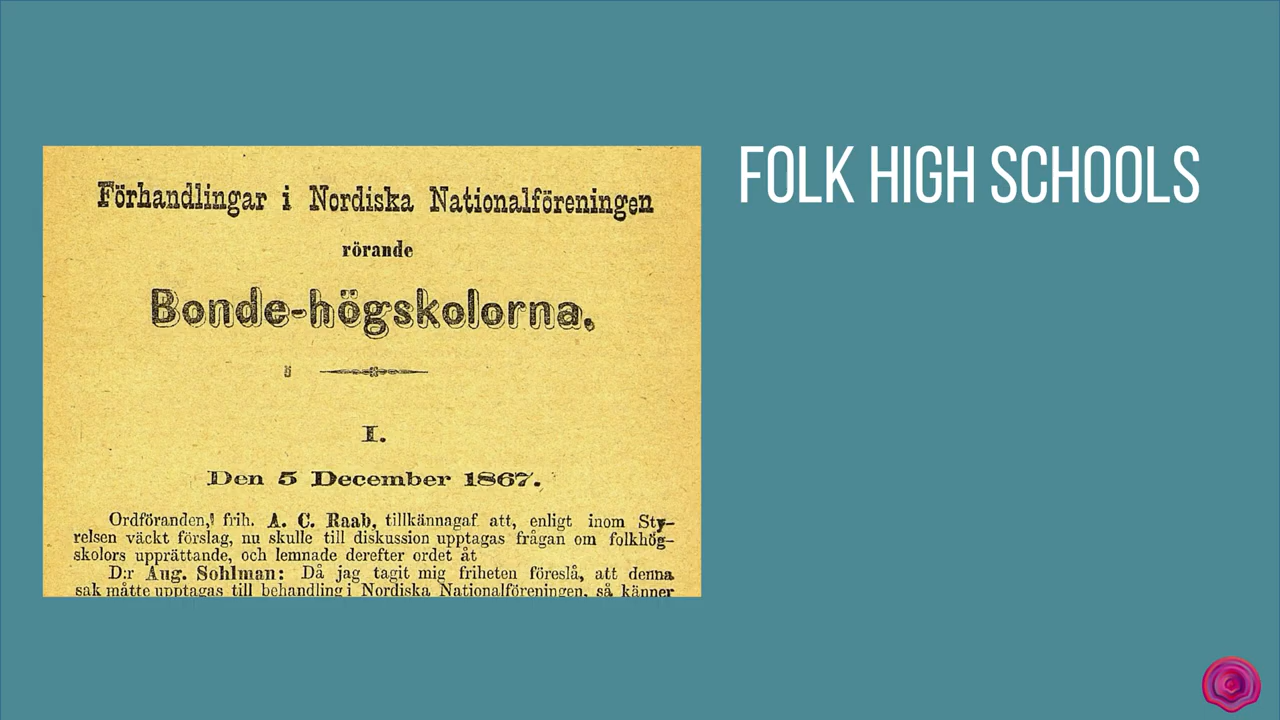 Förhandlingar i Nordiska Nationalföreningen
rörande
Bonde-högskolorna.
I.
Den 5 December 1867.
Ordföranden, frih. A. C. Raab, tillkännagaf att, enligt inom Sty-
relsen väckt förslag, nu skulle till diskussion upptagas frågan om folkhög-
skolors upprättande, och lemnade derefter ordet åt
D:r Aug. Sohlman: Då jag tagit mig friheten föreslå, att denna
sak måtte upptagas till behandling i Nordiska Nationalföreningen, så känner
FOLK HIGH SCHOOLS